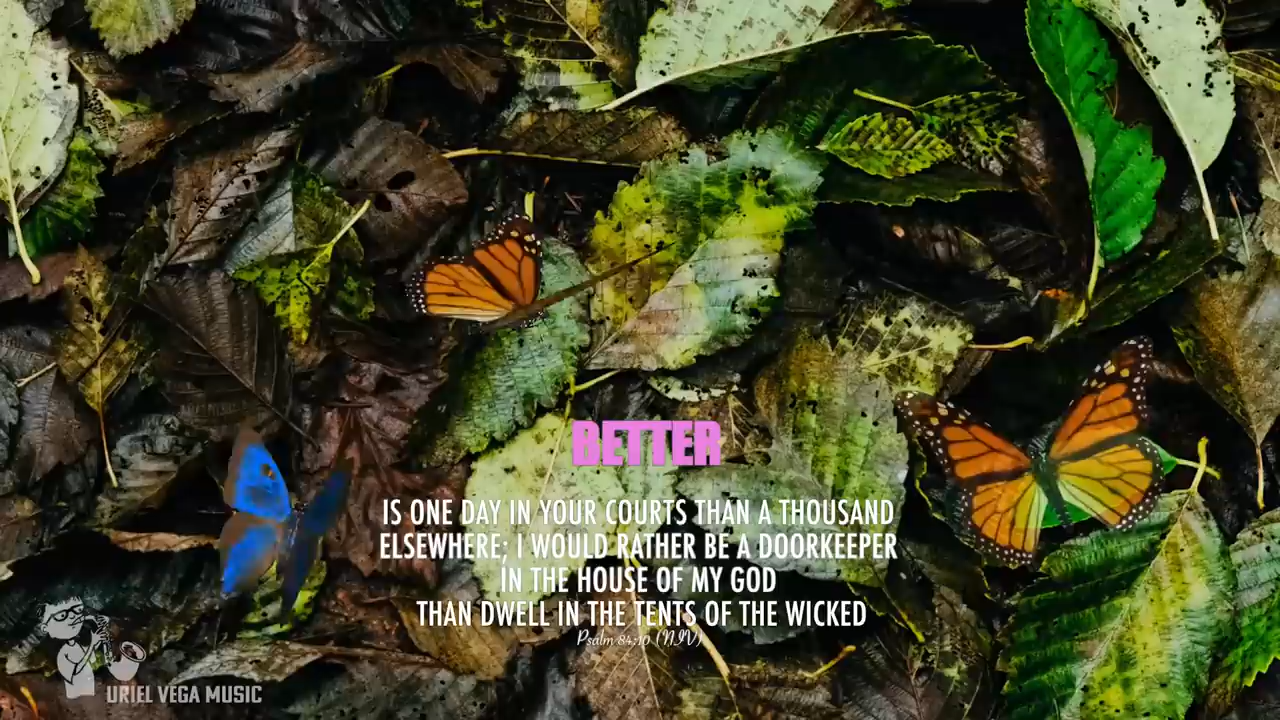 BETTER
IS ONE DAY IN YOUR COURTS THAN A THOUSAND
ELSEWHERE; I WOULD RATHER BE A DOORKEEPER
IN THE HOUSE OF MY GOD
THAN DWELL IN THE TENTS OF THE WICKED
Psalm 84:10 (NIV)
URIEL VEGA MUSIC